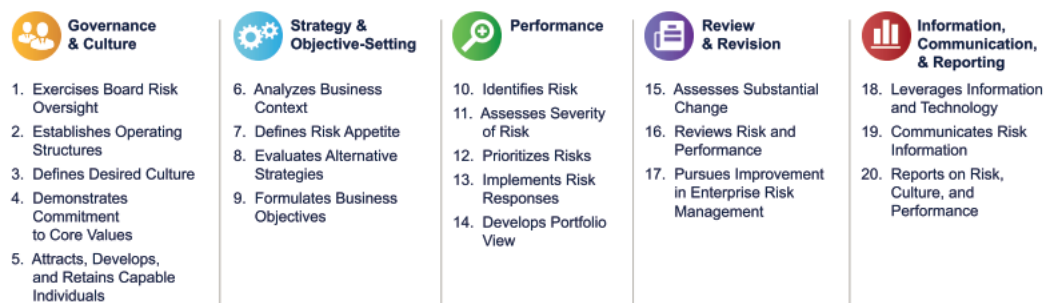 Governance
& Culture
1. Exercises Board Risk
Oversight
2. Establishes Operating
Structures
3. Defines Desired Culture
4. Demonstrates
Commitment
to Core Values
5. Attracts, Develops,
and Retains Capable
Individuals
Strategy &
Objective-Setting
6. Analyzes Business
Context
7. Defines Risk Appetite
8. Evaluates Alternative
Strategies
9. Formulates Business
Objectives
Performance
10. Identifies Risk
11. Assesses Severity
of Risk
12. Prioritizes Risks
13. Implements Risk
Responses
14. Develops Portfolio
View
Review
& Revision
15. Assesses Substantial
Change
16. Reviews Risk and
Performance
17. Pursues Improvement
in Enterprise Risk
Management
Information,
Communication,
& Reporting
18. Leverages Information
and Technology
19. Communicates Risk
Information
20. Reports on Risk,
Culture, and
Performance